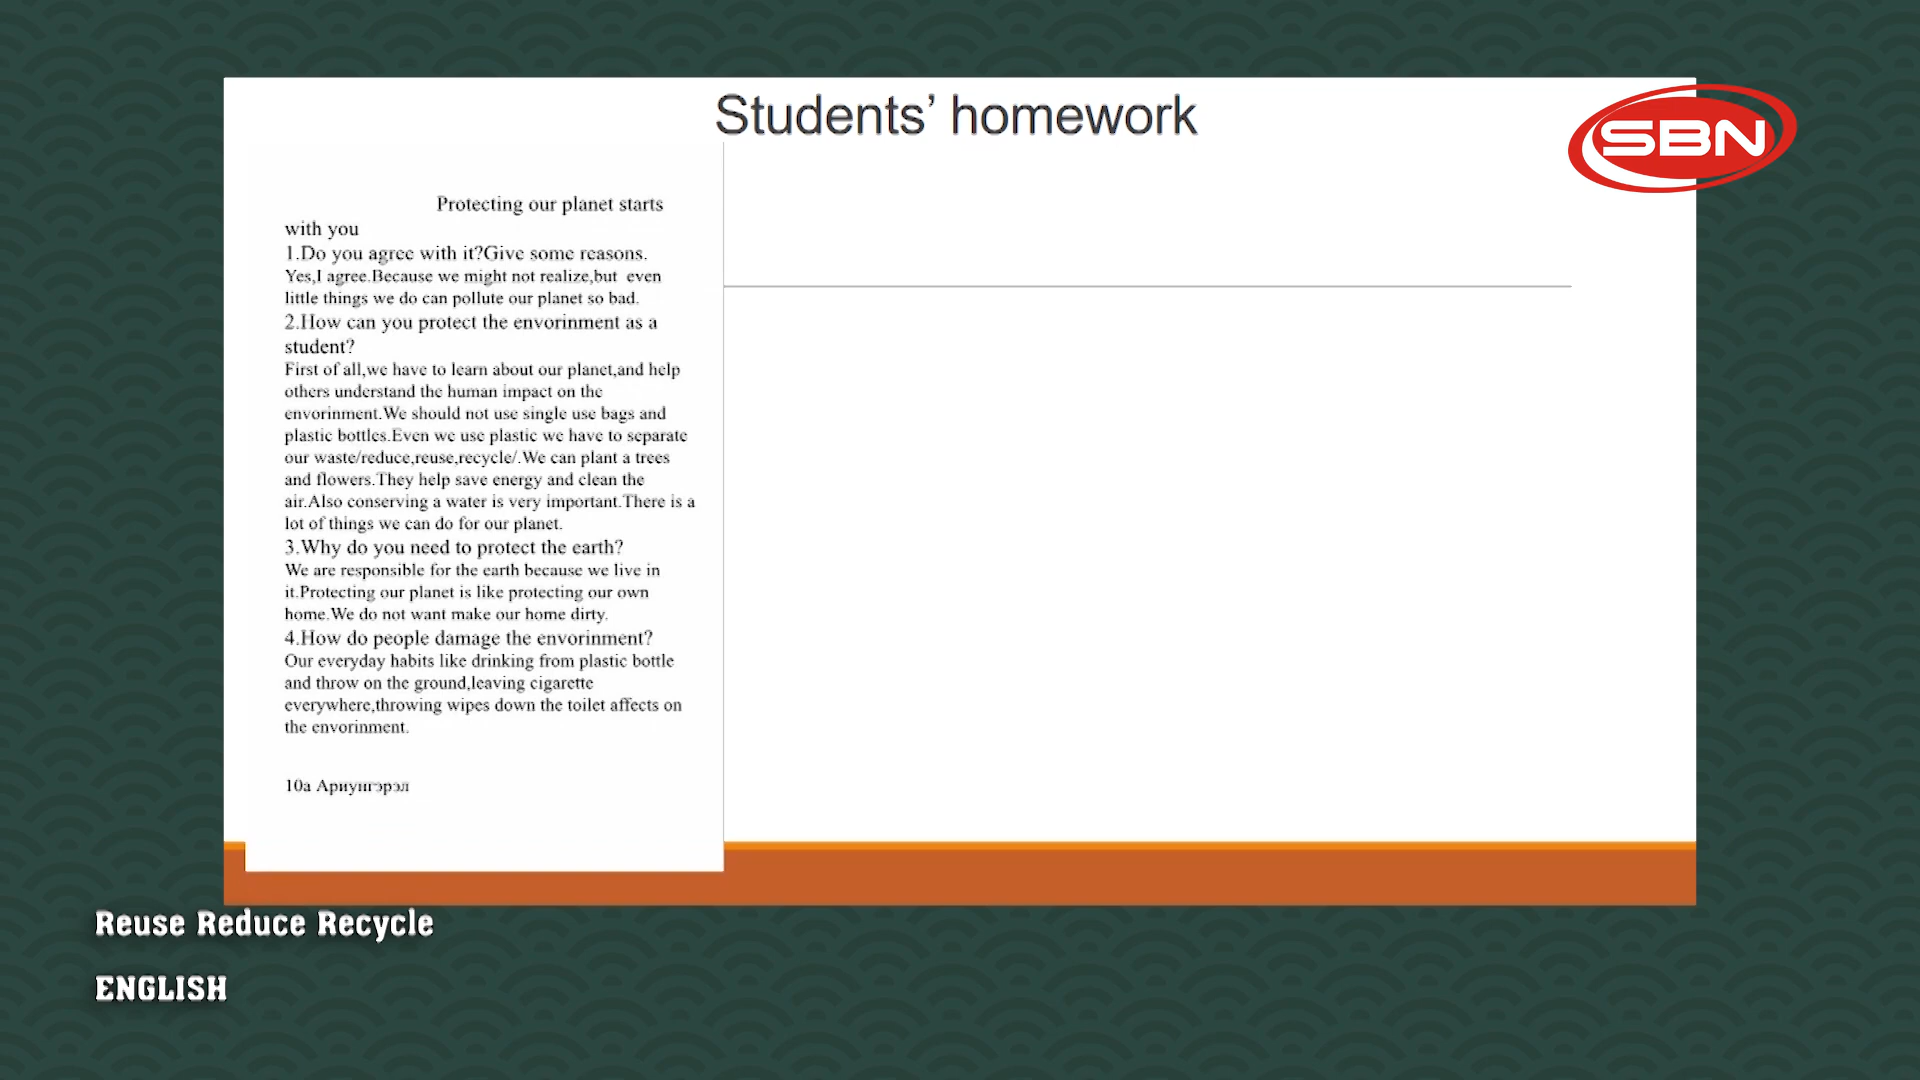 Students’ homework
SBN
Protecting our planet starts
with you
1.Do you agree with it?Give some reasons.
Yes,I agree.Because we might not realize,but  even
little things we do can pollute our planet so bad.
2.How can you protect the envorinment as a
student?
First of all,we have to learn about our planet,and help
others understand the human impact on the
envorinment.We should not use single use bags and
plastic bottles.Even we use plastic we have to separate
our waste/reduce,reuse,recycle/.We can plant a trees
and flowers.They help save energy and clean the
air.Also conserving a water is very important.There is a
lot of things we can do for our planet.
3.Why do you need to protect the earth?
We are responsible for the earth because we live in
it.Protecting our planet is like protecting our own
home.We do not want make our home dirty.
4.How do people damage the envorinment?
Our everyday habits like drinking from plastic bottle
and throw on the ground,leaving cigarette
everywhere,throwing wipes down the toilet affects on
the envorinment.
10a Ариунгэрэл
Reuse Reduce Recycle
ENGLISH